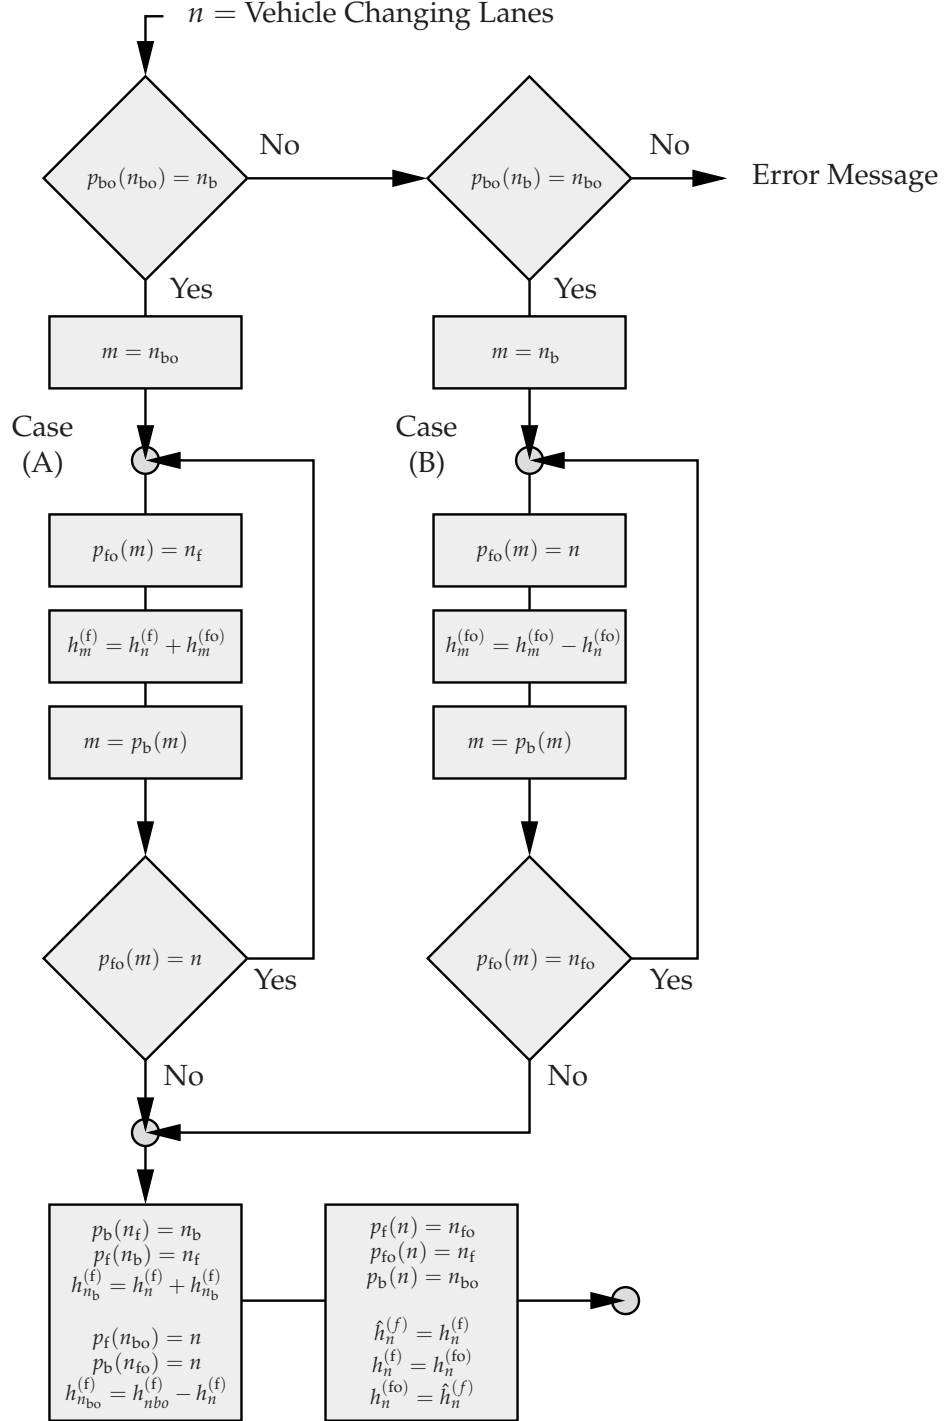 n = Vehicle Changing Lanes
No
No
p_bo(n_bo) = n_b
p_bo(n_b) = n_bo
Error Message
Yes
Yes
m = n_bo
m = n_b
Case
(A)
Case
(B)
p_fo(m) = n_f
p_fo(m) = n
h_m^(f) = h_n^(f) + h_m^(fo)
h_m^(fo) = h_m^(fo) − h_n^(fo)
m = p_b(m)
m = p_b(m)
p_fo(m) = n
p_fo(m) = n_fo
Yes
Yes
No
No
p_b(n_f) = n_b
p_f(n_b) = n_f
h_{n_b}^(f) = h_n^(f) + h_{n_b}^(f)
p_f(n_bo) = n
p_b(n_fo) = n
h_{n_bo}^(f) = h_{nbo}^(f) − h_n^(f)
p_f(n) = n_fo
p_fo(n) = n_f
p_b(n) = n_bo
ĥ_n^(f) = h_n^(f)
h_n^(f) = h_n^(fo)
h_n^(fo) = ĥ_n^(f)